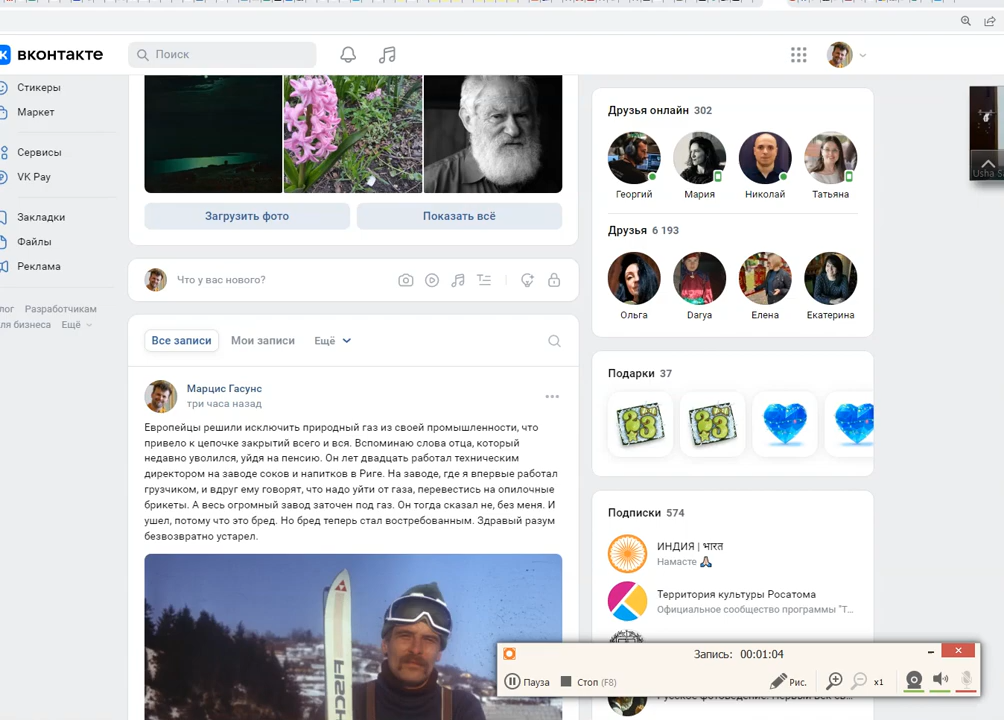 вконтакте
Поиск
Стикеры
Маркет
Сервисы
VK Pay
Закладки
Файлы
Реклама
Разработчикам
Ещё
Загрузить фото
Показать всё
Что у вас нового?
Все записи
Мои записи
Ещё
Марцис Гасунс
три часа назад
Европейцы решили исключить природный газ из своей промышленности, что
привело к цепочке закрытий всего и вся. Вспоминаю слова отца, который
недавно уволился, уйдя на пенсию. Он лет двадцать работал техническим
директором на заводе соков и напитков в Риге. На заводе, где я впервые работал
грузчиком, и вдруг ему говорят, что надо уйти от газа, перевестись на опилочные
брикеты. А весь огромный завод заточен под газ. Он тогда сказал не, без меня. И
ушел, потому что это бред. Но бред теперь стал востребованным. Здравый разум
безвозвратно устарел.
FISCH
Друзья онлайн 302
Георгий Мария Николай Татьяна
Друзья 6 193
Ольга Darya Елена Екатерина
Подарки 37
Подписки 574
ИНДИЯ | भारत
Намасте 🙏
Территория культуры Росатома
Официальное сообщество программы "Т...
Usha
Запись: 00:01:04
Пауза
Стоп (F8)
Рис.
x1